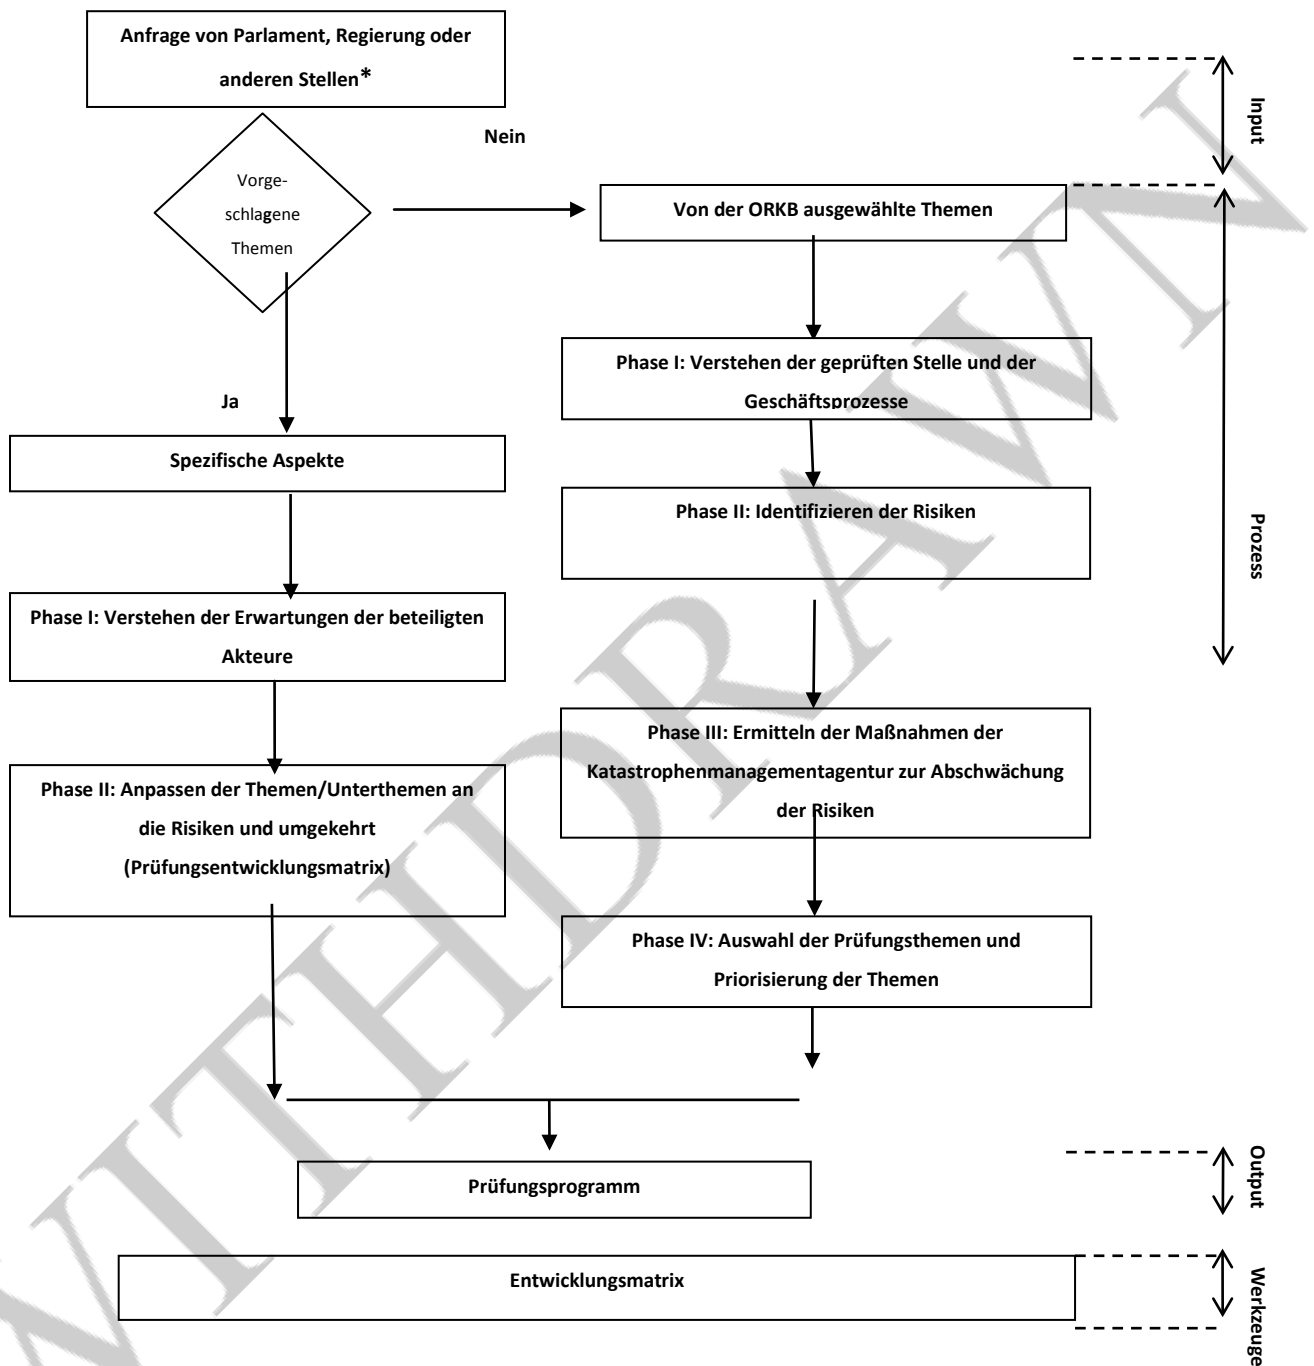 Anfrage von Parlament, Regierung oder
anderen Stellen*
Input
Nein
Vorge-
schlagene
Themen
Von der ORKB ausgewählte Themen
Phase I: Verstehen der geprüften Stelle und der
Geschäftsprozesse
Ja
Spezifische Aspekte
Phase II: Identifizieren der Risiken
Prozess
Phase I: Verstehen der Erwartungen der beteiligten
Akteure
Phase III: Ermitteln der Maßnahmen der
Katastrophenmanagementagentur zur Abschwächung
der Risiken
Phase II: Anpassen der Themen/Unterthemen an
die Risiken und umgekehrt
(Prüfungsentwicklungsmatrix)
Phase IV: Auswahl der Prüfungsthemen und
Priorisierung der Themen
Prüfungsprogramm
Output
Entwicklungsmatrix
Werkzeuge
WITHDRAWN